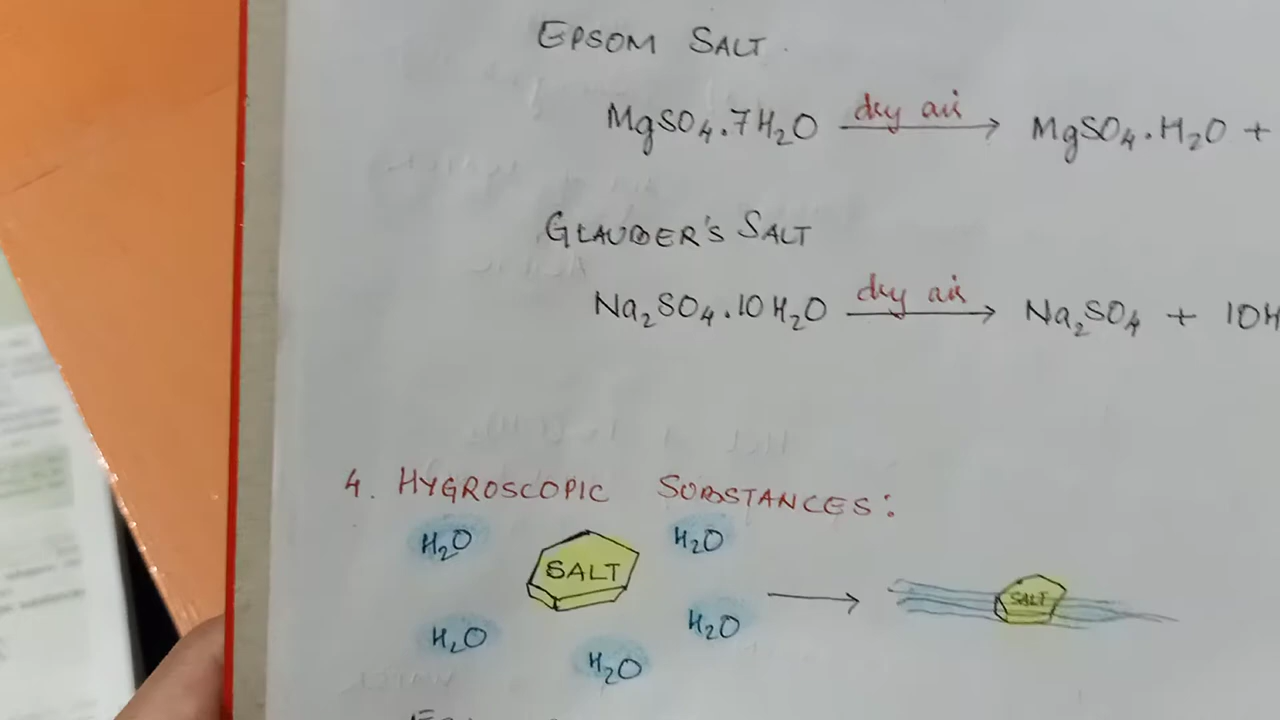 EPSOM SALT.
MgSO₄.7H₂O dry air → MgSO₄.H₂O +
GLAUBER'S SALT
Na₂SO₄.10H₂O dry air → Na₂SO₄ + 10H
4. HYGROSCOPIC SUBSTANCES:
H₂O SALT H₂O
→ SALT
H₂O H₂O
H₂O